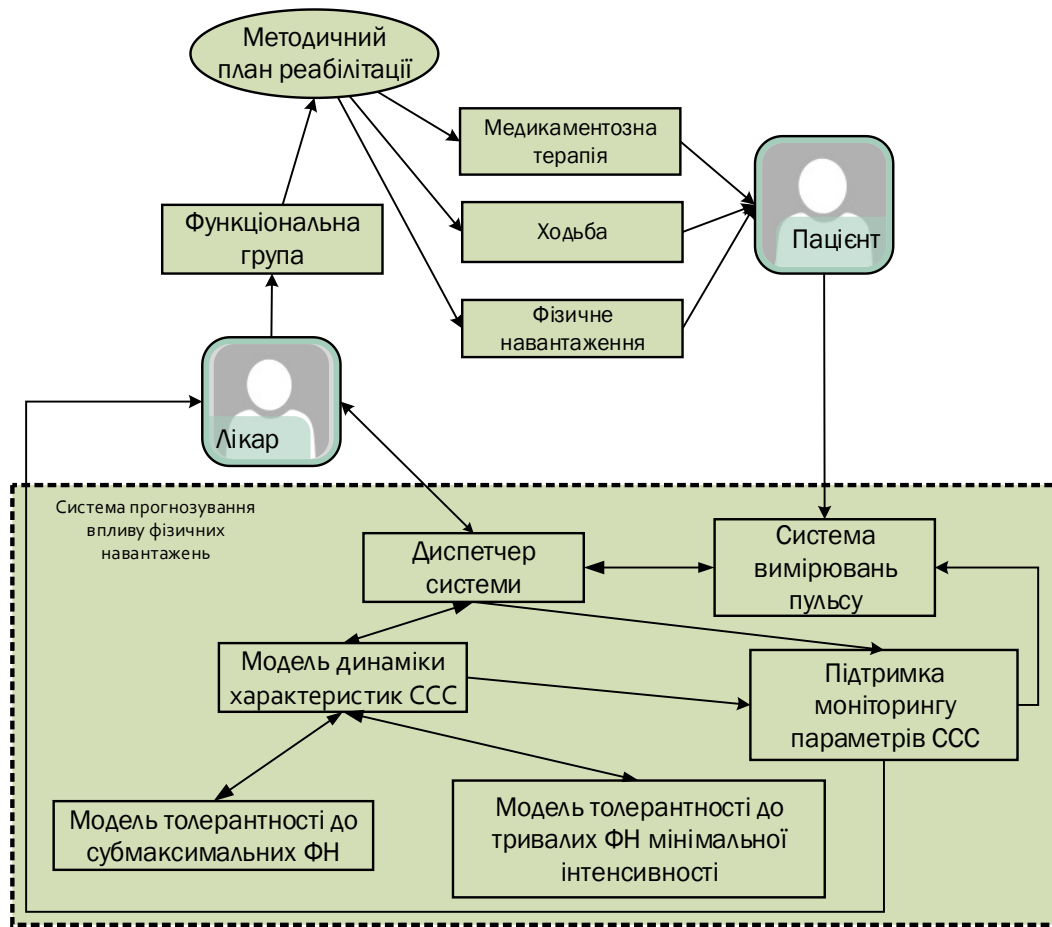 Методичний
план реабілітації
Медикаментозна
терапія
Функціональна
група
Ходьба
Пацієнт
Фізичне
навантаження
Лікар
Система прогнозування
впливу фізичних
навантажень
Диспетчер
системи
Система
вимірювань
пульсу
Модель динаміки
характеристик ССС
Підтримка
моніторингу
параметрів ССС
Модель толерантності до
субмаксимальних ФН
Модель толерантності до
тривалих ФН мінімальної
інтенсивності